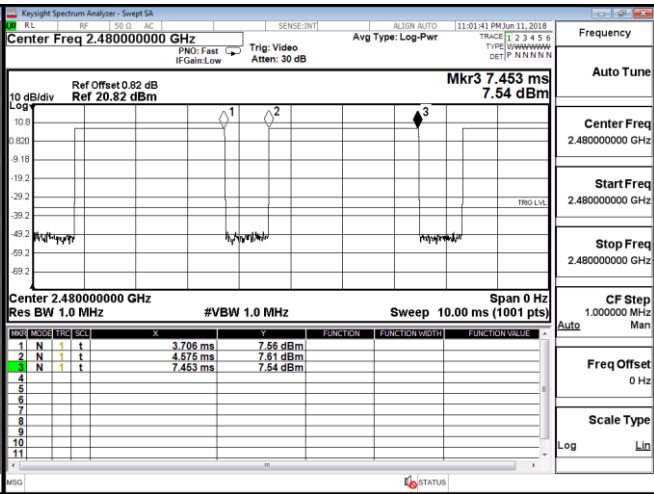 Keysight Spectrum Analyzer - Swept SA
RL RF 50 Ω AC SENSE:INT ALIGN AUTO 11:01:41 PM Jun 11, 2018
Center Freq 2.480000000 GHz
PNO: Fast
IFGain:Low
Trig: Video
Atten: 30 dB
Avg Type: Log-Pwr
TRACE 1 2 3 4 5 6
TYPE WWWWWW
DET P N N N N N
Frequency
Auto Tune
Ref Offset 0.82 dB
10 dB/div Ref 20.82 dBm
Mkr3 7.453 ms
7.54 dBm
Log
1
2
3
10.8
0.820
-9.18
-19.2
-29.2
-39.2
-49.2
-59.2
-69.2
TRIG LVL
Center Freq
2.480000000 GHz
Start Freq
2.480000000 GHz
Stop Freq
2.480000000 GHz
Center 2.480000000 GHz Span 0 Hz
Res BW 1.0 MHz #VBW 1.0 MHz Sweep 10.00 ms (1001 pts)
CF Step
1.000000 MHz
Auto Man
MKR MODE TRC SCL X Y FUNCTION FUNCTION WIDTH FUNCTION VALUE
1 N 1 t 3.706 ms 7.56 dBm
2 N 1 t 4.575 ms 7.61 dBm
3 N 1 t 7.453 ms 7.54 dBm
4
5
6
7
8
9
10
11
Freq Offset
0 Hz
Scale Type
Log Lin
MSG STATUS